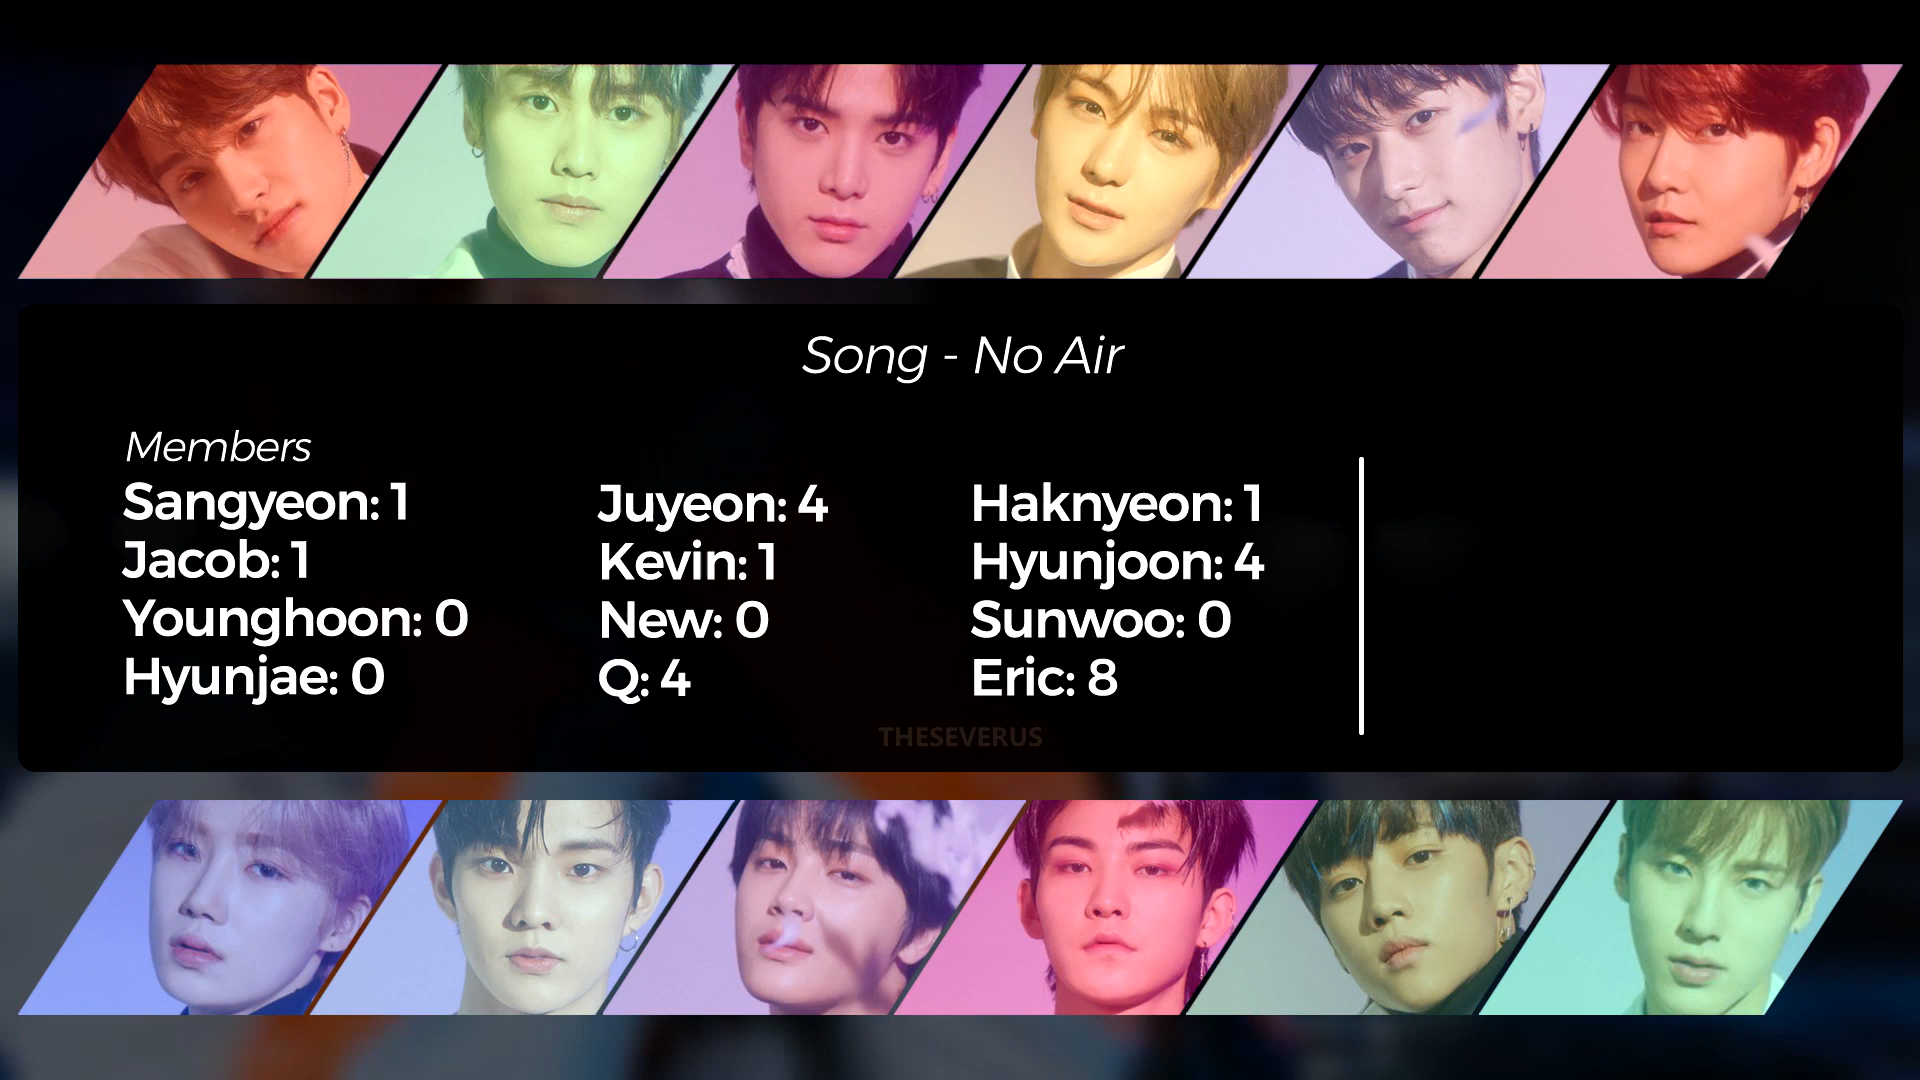 Song - No Air
Members
Sangyeon: 1
Jacob: 1
Younghoon: 0
Hyunjae: 0
Juyeon: 4
Kevin: 1
New: 0
Q: 4
Haknyeon: 1
Hyunjoon: 4
Sunwoo: 0
Eric: 8
THESEVERUS